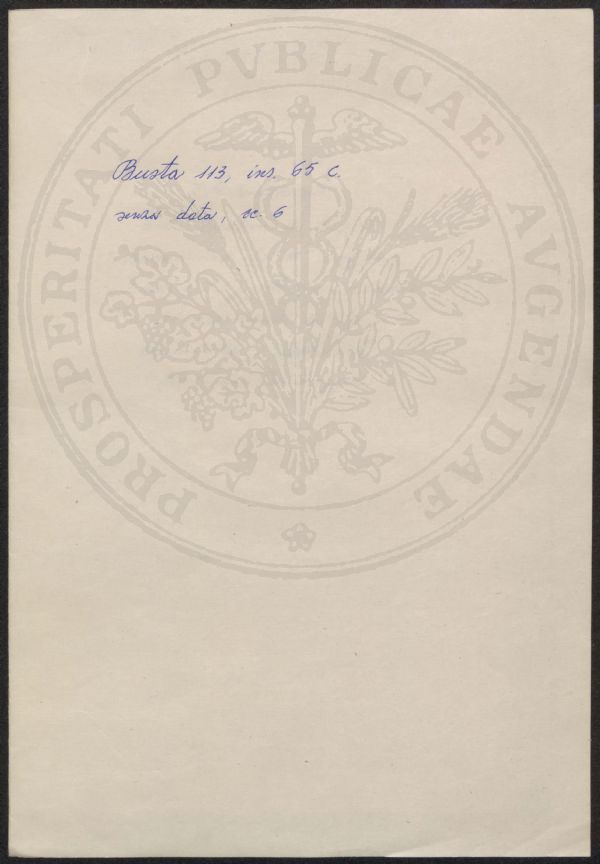 PROSPERITATI PVBLICAE AVGENDAE
Busta 113, ins. 65 C.
senza data, cc. 6